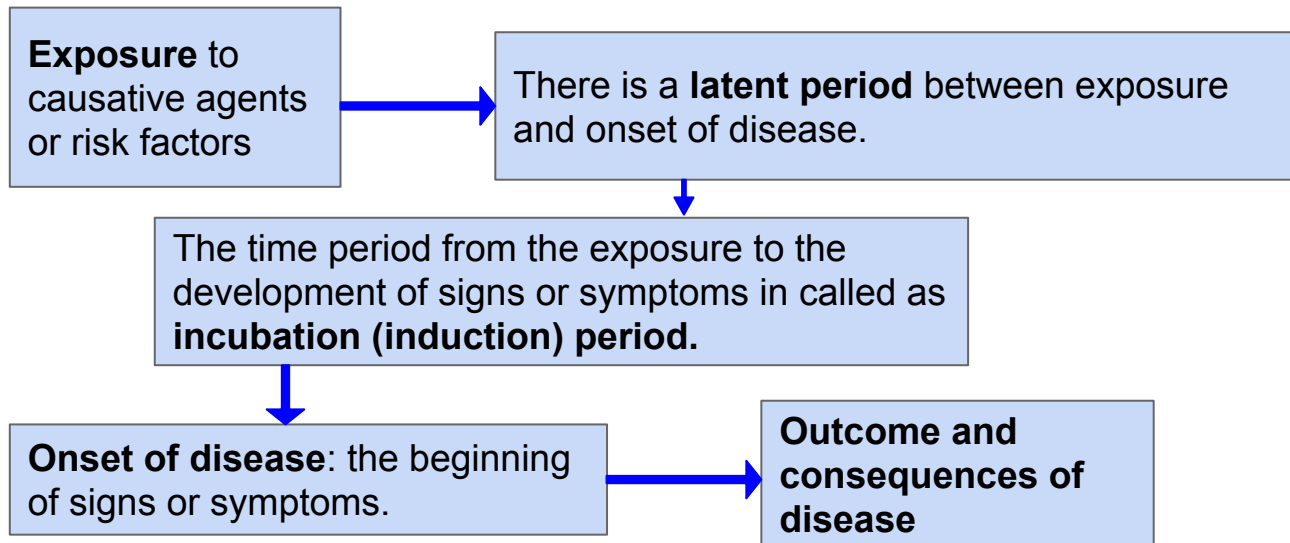 Exposure to
causative agents
or risk factors
There is a latent period between exposure
and onset of disease.
The time period from the exposure to the
development of signs or symptoms in called as
incubation (induction) period.
Onset of disease: the beginning
of signs or symptoms.
Outcome and
consequences of
disease